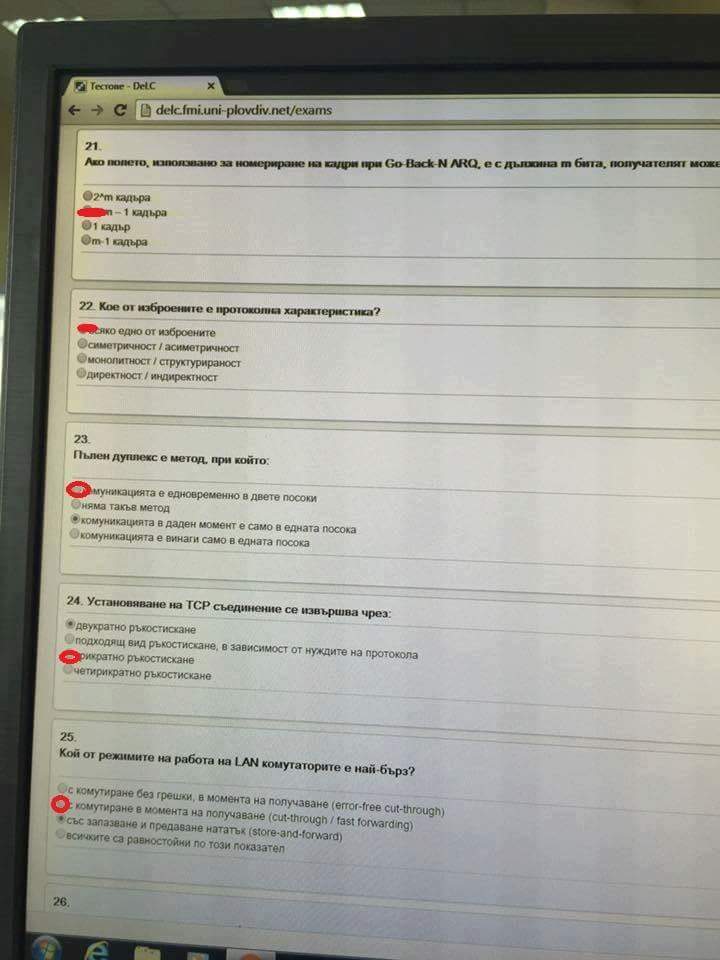 Тестове - DeLC
delc.fmi.uni-plovdiv.net/exams
21.
Ако полето, използвано за номериране на кадри при Go-Back-N ARQ, е с дължина m бита, получателят може
2^m кадъра
– 1 кадъра
1 кадър
m-1 кадъра
22. Кое от изброените е протоколна характеристика?
всяко едно от изброените
симетричност / асиметричност
монолитност / структурираност
директност / индиректност
23.
Пълен дуплекс е метод, при който:
комуникацията е едновременно в двете посоки
няма такъв метод
комуникацията в даден момент е само в едната посока
комуникацията е винаги само в едната посока
24. Установяване на TCP съединение се извършва чрез:
двукратно ръкостискане
подходящ вид ръкостискане, в зависимост от нуждите на протокола
трикратно ръкостискане
четирикратно ръкостискане
25.
Кой от режимите на работа на LAN комутаторите е най-бърз?
с комутиране без грешки, в момента на получаване (error-free cut-through)
с комутиране в момента на получаване (cut-through / fast forwarding)
със запазване и предаване нататък (store-and-forward)
всичките са равностойни по този показател
26.